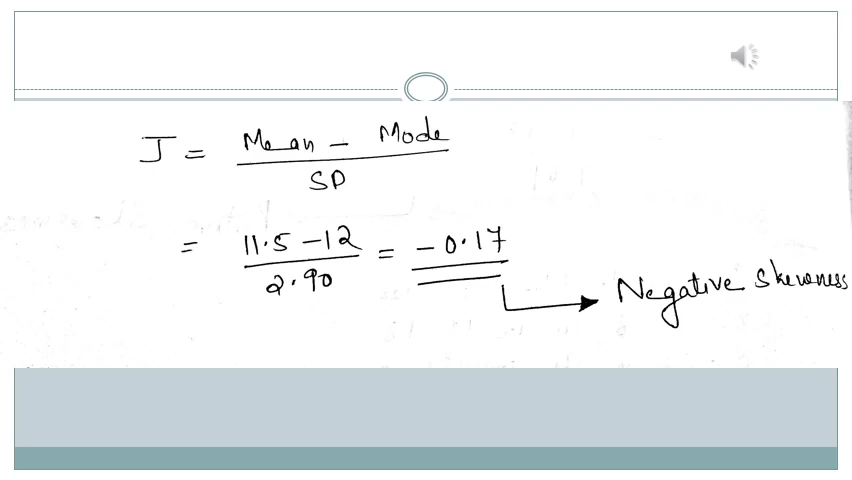 J = Mean - Mode / SD
= 11.5 - 12 / 2.90 = -0.17
Negative Skewness